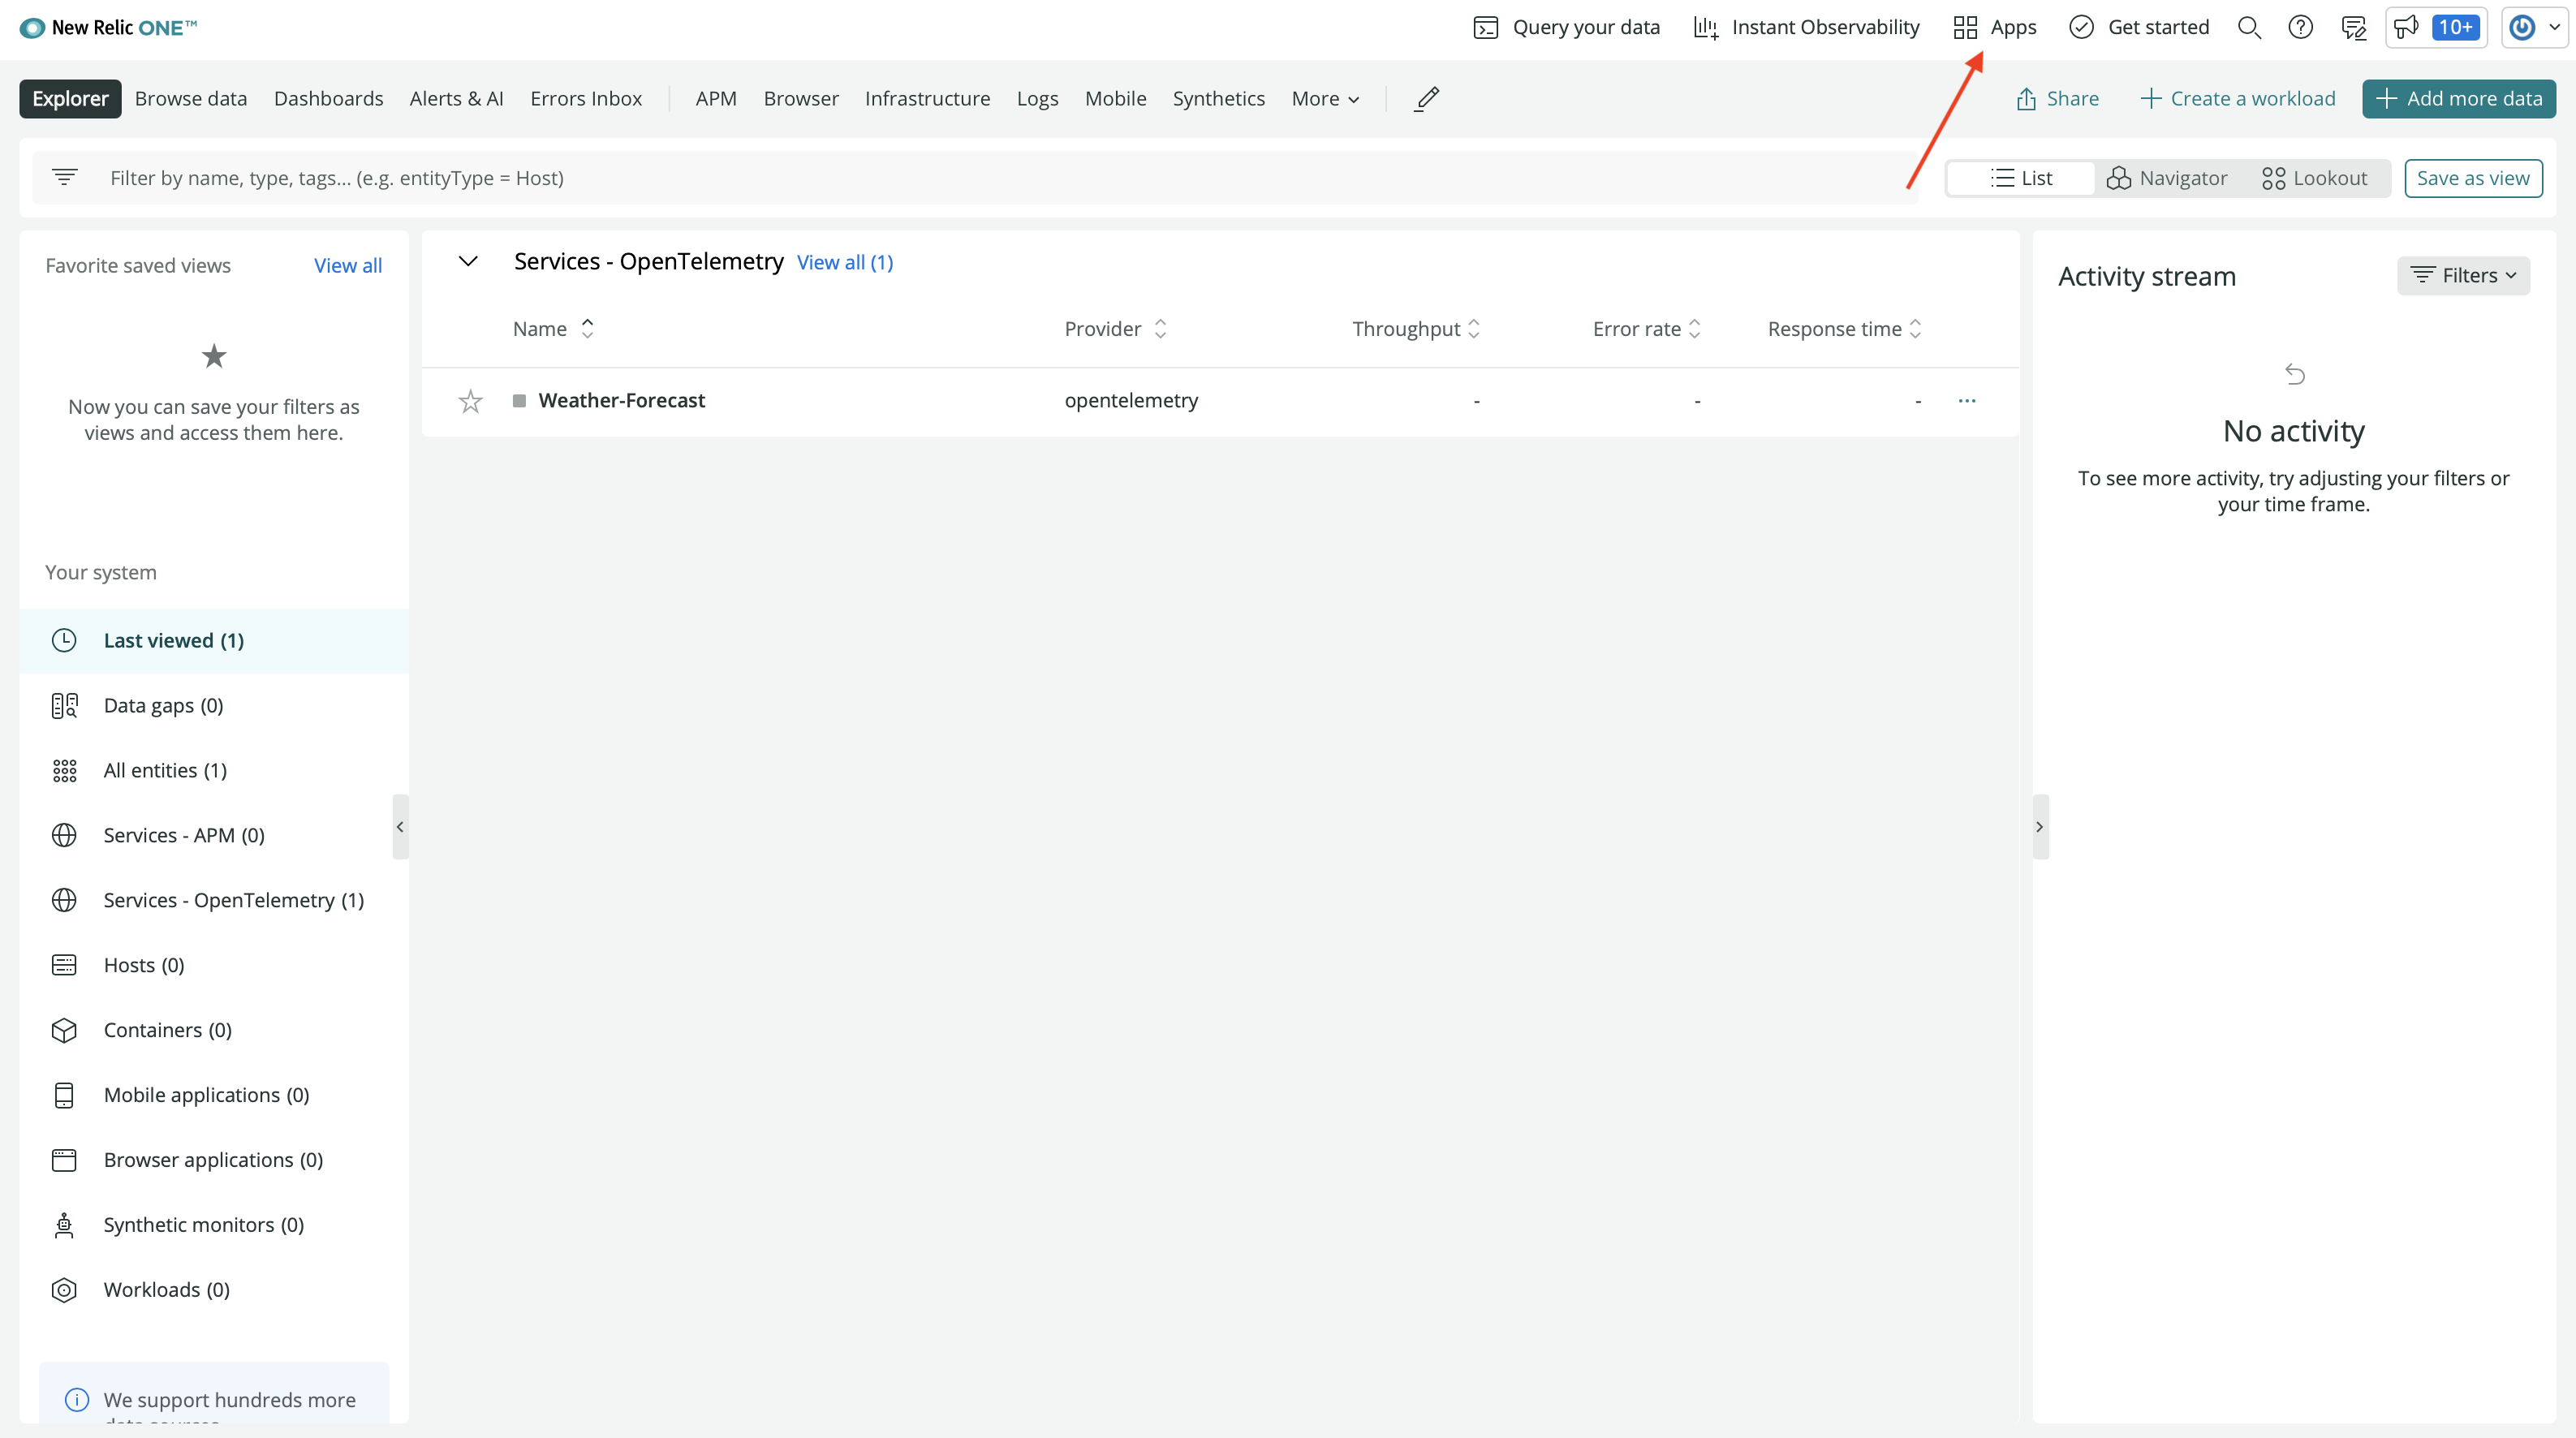 New Relic ONE™
Query your data
Instant Observability
Apps
Get started
10+
Explorer
Browse data
Dashboards
Alerts & AI
Errors Inbox
APM
Browser
Infrastructure
Logs
Mobile
Synthetics
More
Share
Create a workload
Add more data
Filter by name, type, tags... (e.g. entityType = Host)
List
Navigator
Lookout
Save as view
Favorite saved views
View all
Now you can save your filters as
views and access them here.
Your system
Last viewed (1)
Data gaps (0)
All entities (1)
Services - APM (0)
Services - OpenTelemetry (1)
Hosts (0)
Containers (0)
Mobile applications (0)
Browser applications (0)
Synthetic monitors (0)
Workloads (0)
We support hundreds more
Services - OpenTelemetry View all (1)
Name
Provider
Throughput
Error rate
Response time
Weather-Forecast
opentelemetry
-
-
-
Activity stream
Filters
No activity
To see more activity, try adjusting your filters or
your time frame.